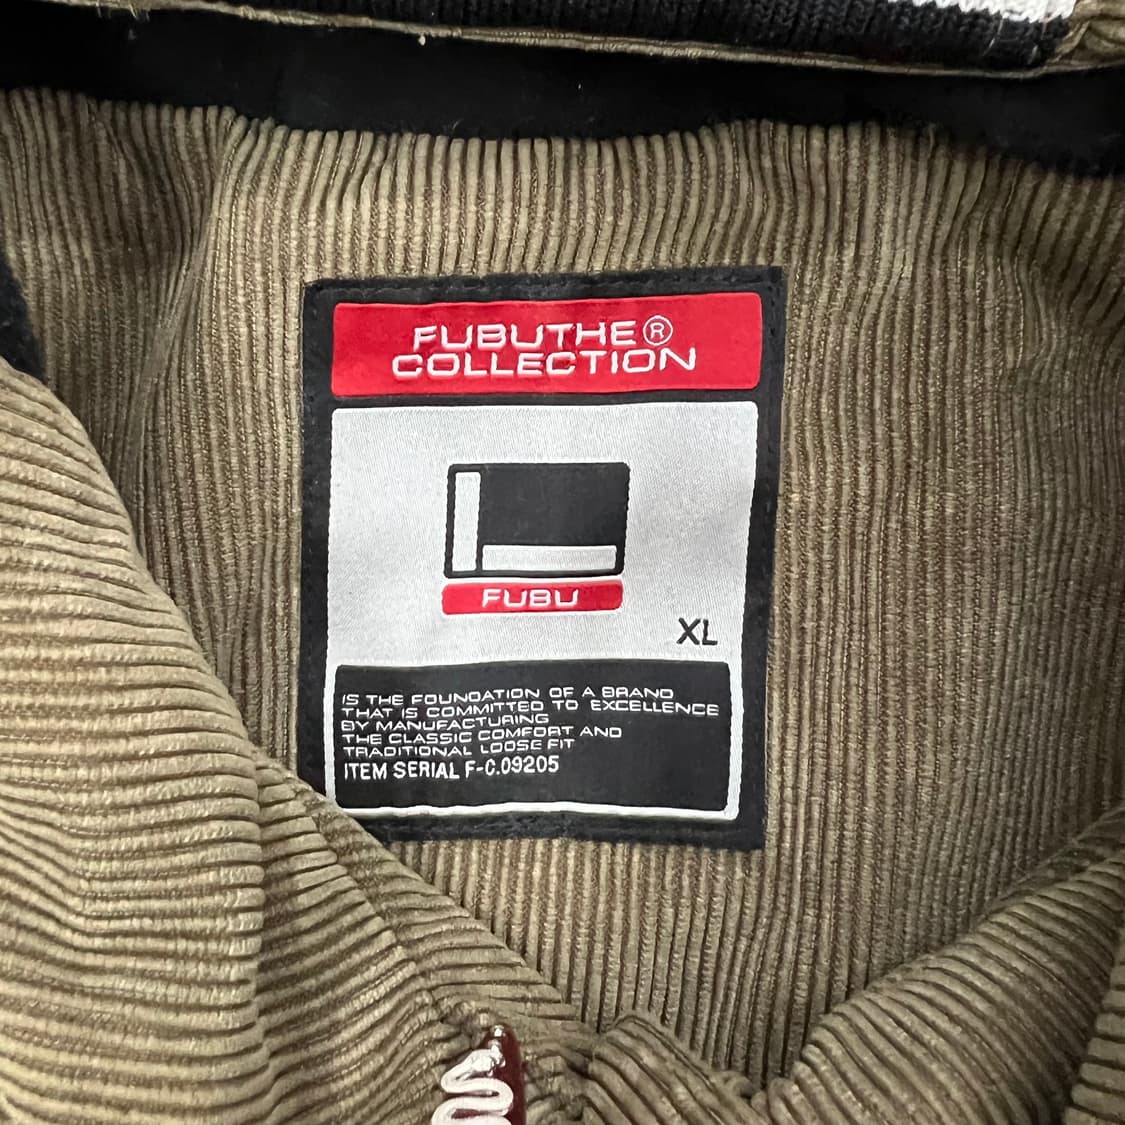 FUBUTHE®
COLLECTION
FUBU
XL
IS THE FOUNDATION OF A BRAND
THAT IS COMMITTED TO EXCELLENCE
BY MANUFACTURING
THE CLASSIC COMFORT AND
TRADITIONAL LOOSE FIT
ITEM SERIAL F-C.09205